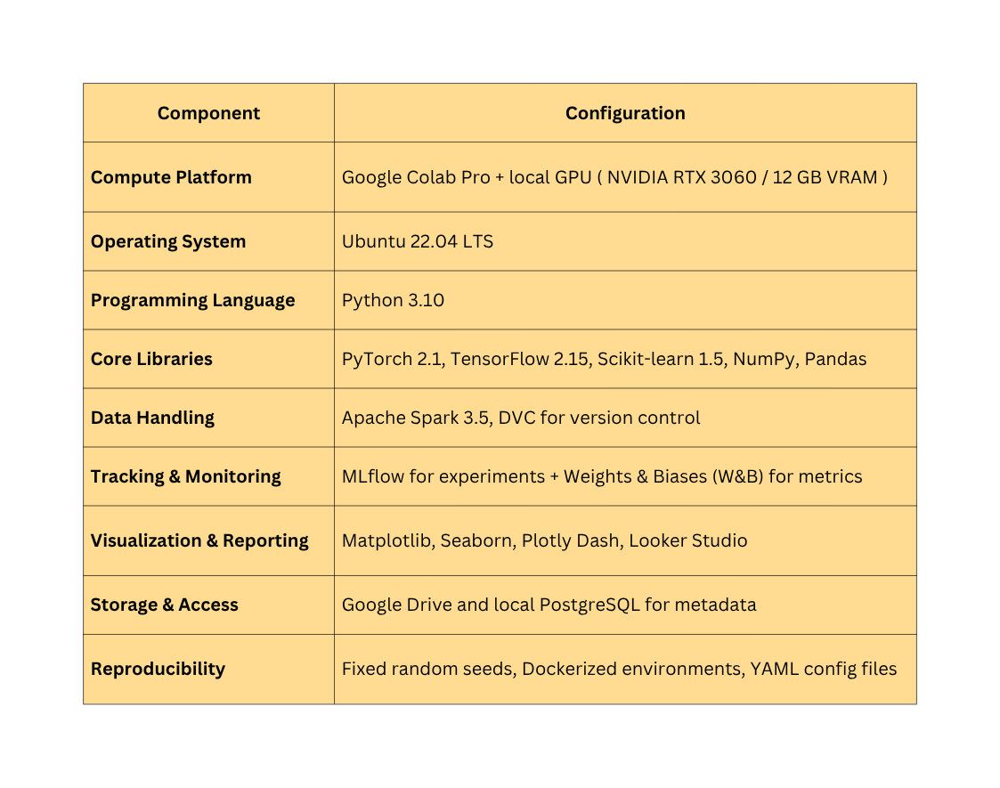 Component Configuration
Compute Platform Google Colab Pro + local GPU ( NVIDIA RTX 3060 / 12 GB VRAM )
Operating System Ubuntu 22.04 LTS
Programming Language Python 3.10
Core Libraries PyTorch 2.1, TensorFlow 2.15, Scikit-learn 1.5, NumPy, Pandas
Data Handling Apache Spark 3.5, DVC for version control
Tracking & Monitoring MLflow for experiments + Weights & Biases (W&B) for metrics
Visualization & Reporting Matplotlib, Seaborn, Plotly Dash, Looker Studio
Storage & Access Google Drive and local PostgreSQL for metadata
Reproducibility Fixed random seeds, Dockerized environments, YAML config files